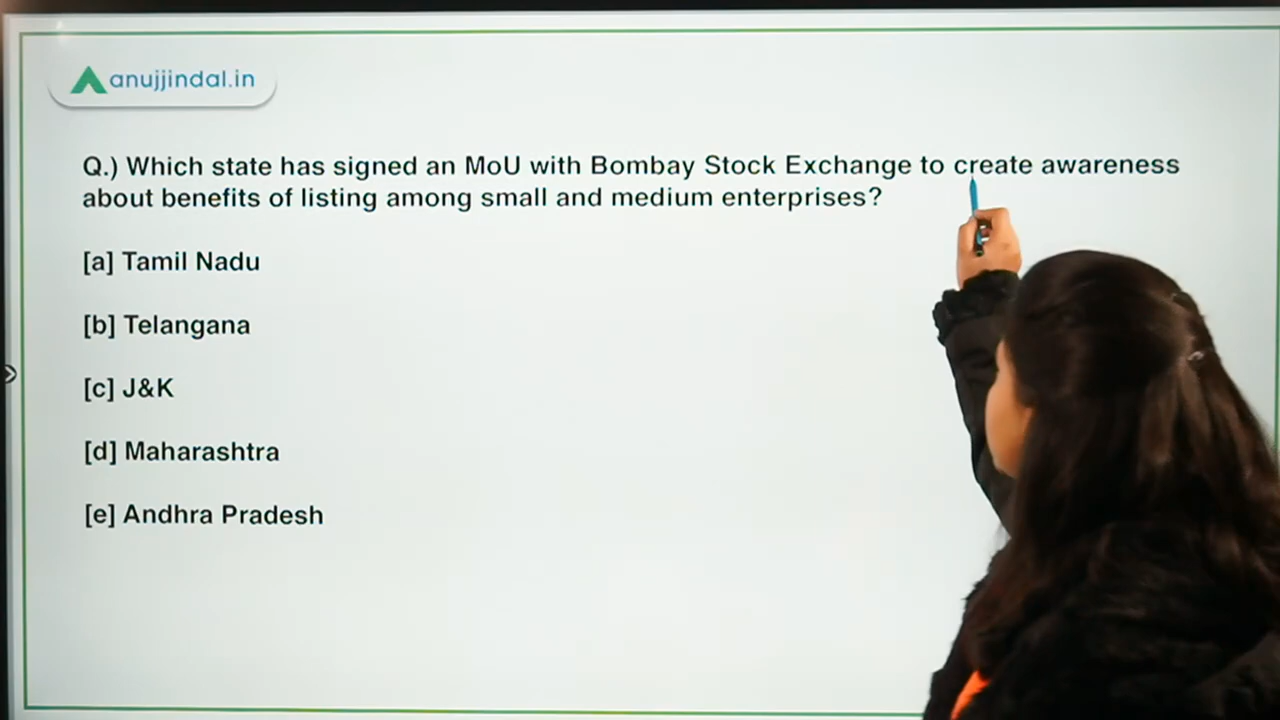 anujjindal.in
Q.) Which state has signed an MoU with Bombay Stock Exchange to create awareness
about benefits of listing among small and medium enterprises?
[a] Tamil Nadu
[b] Telangana
[c] J&K
[d] Maharashtra
[e] Andhra Pradesh